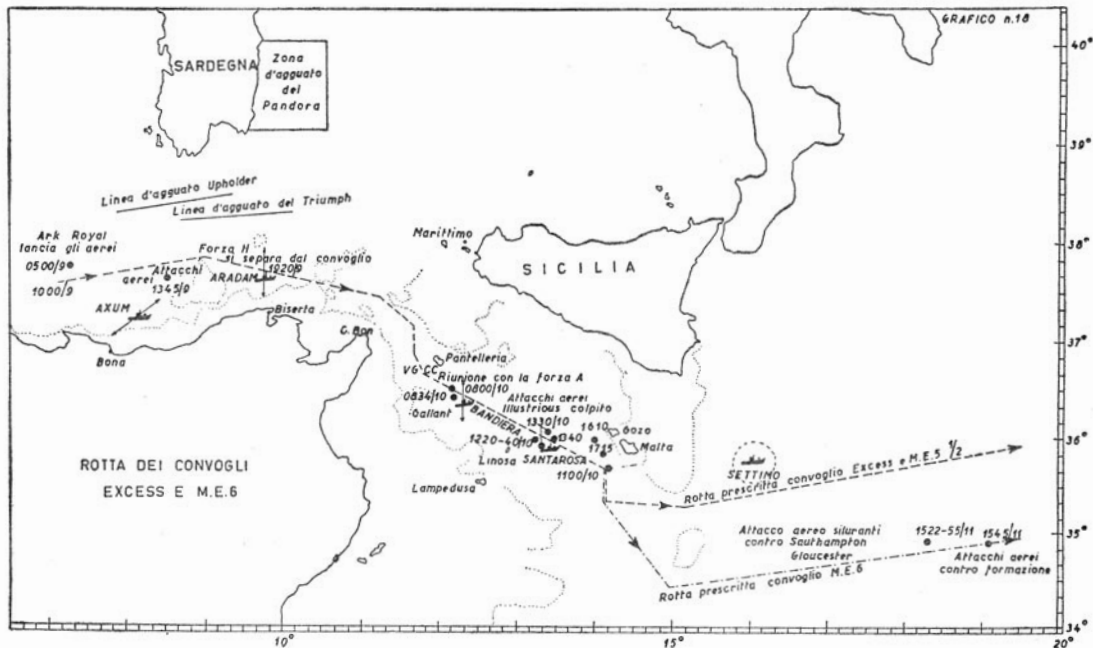 GRAFICO n.18
40°
SARDEGNA
Zona
d'agguato
del
Pandora
39°
Linea d'agguato Upholder
Linea d'agguato del Triumph
Ark Royal
lancia gli aerei
0500/9
1000/9
Forza H
si separa dal convoglio
1920/9
Attacchi
aerei
1345/9
ARADAM
AXUM
Marittimo
38°
SICILIA
Biserta
C. Bon
Bona
37°
Pantelleria
VG-CC
Riunione con la forza A
0800/10
0834/10
Gallant
BANDIERA
Attacchi aerei
Illustrious colpito
1330/10
1340
1610
1715
1220-40/10
Gozo
Malta
36°
Linosa
SANTAROSA
1100/10
Lampedusa
SETTIMO
Rotta prescritta convoglio Excess e M.E.5 1/2
ROTTA DEI CONVOGLI
EXCESS E M.E.6
Attacco aereo siluranti
contro Sauthampton
Gloucester
1522-55/11
1545/11
35°
Attacchi aerei
contro formazione
Rotta prescritta convoglio M.E.6
34°
10°
15°
20°